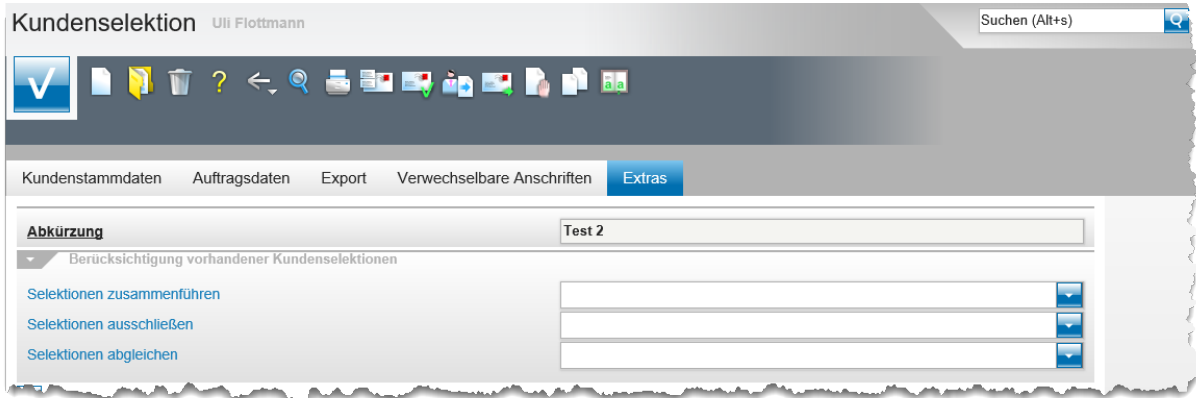 Kundenselektion Uli Flottmann
Suchen (Alt+s)
Kundenstammdaten Auftragsdaten Export Verwechselbare Anschriften Extras
Abkürzung Test 2
Berücksichtigung vorhandener Kundenselektionen
Selektionen zusammenführen
Selektionen ausschließen
Selektionen abgleichen